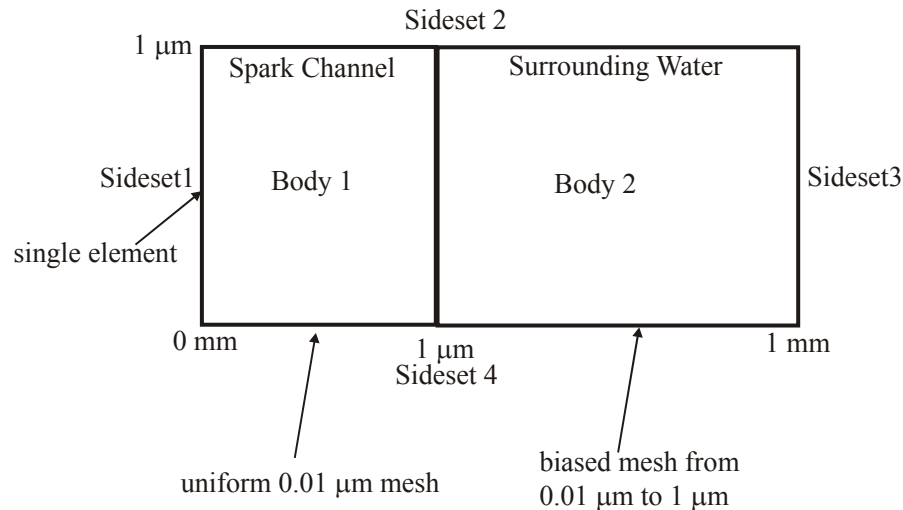 Sideset 2
1 μm
Spark Channel
Surrounding Water
Sideset1
Body 1
Body 2
Sideset3
single element
0 mm
1 μm
1 mm
Sideset 4
uniform 0.01 μm mesh
biased mesh from
0.01 μm to 1 μm